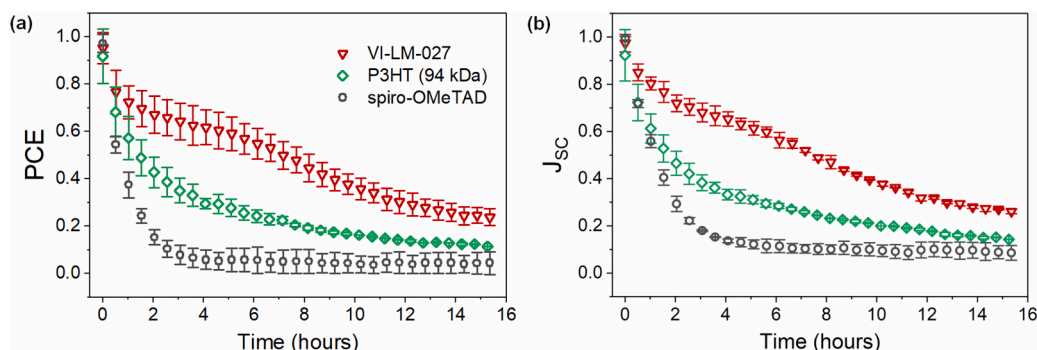 (a)
PCE
1.0
0.8
0.6
0.4
0.2
0.0
VI-LM-027
P3HT (94 kDa)
spiro-OMeTAD
0 2 4 6 8 10 12 14 16
Time (hours)
(b)
J_SC
1.0
0.8
0.6
0.4
0.2
0.0
0 2 4 6 8 10 12 14 16
Time (hours)